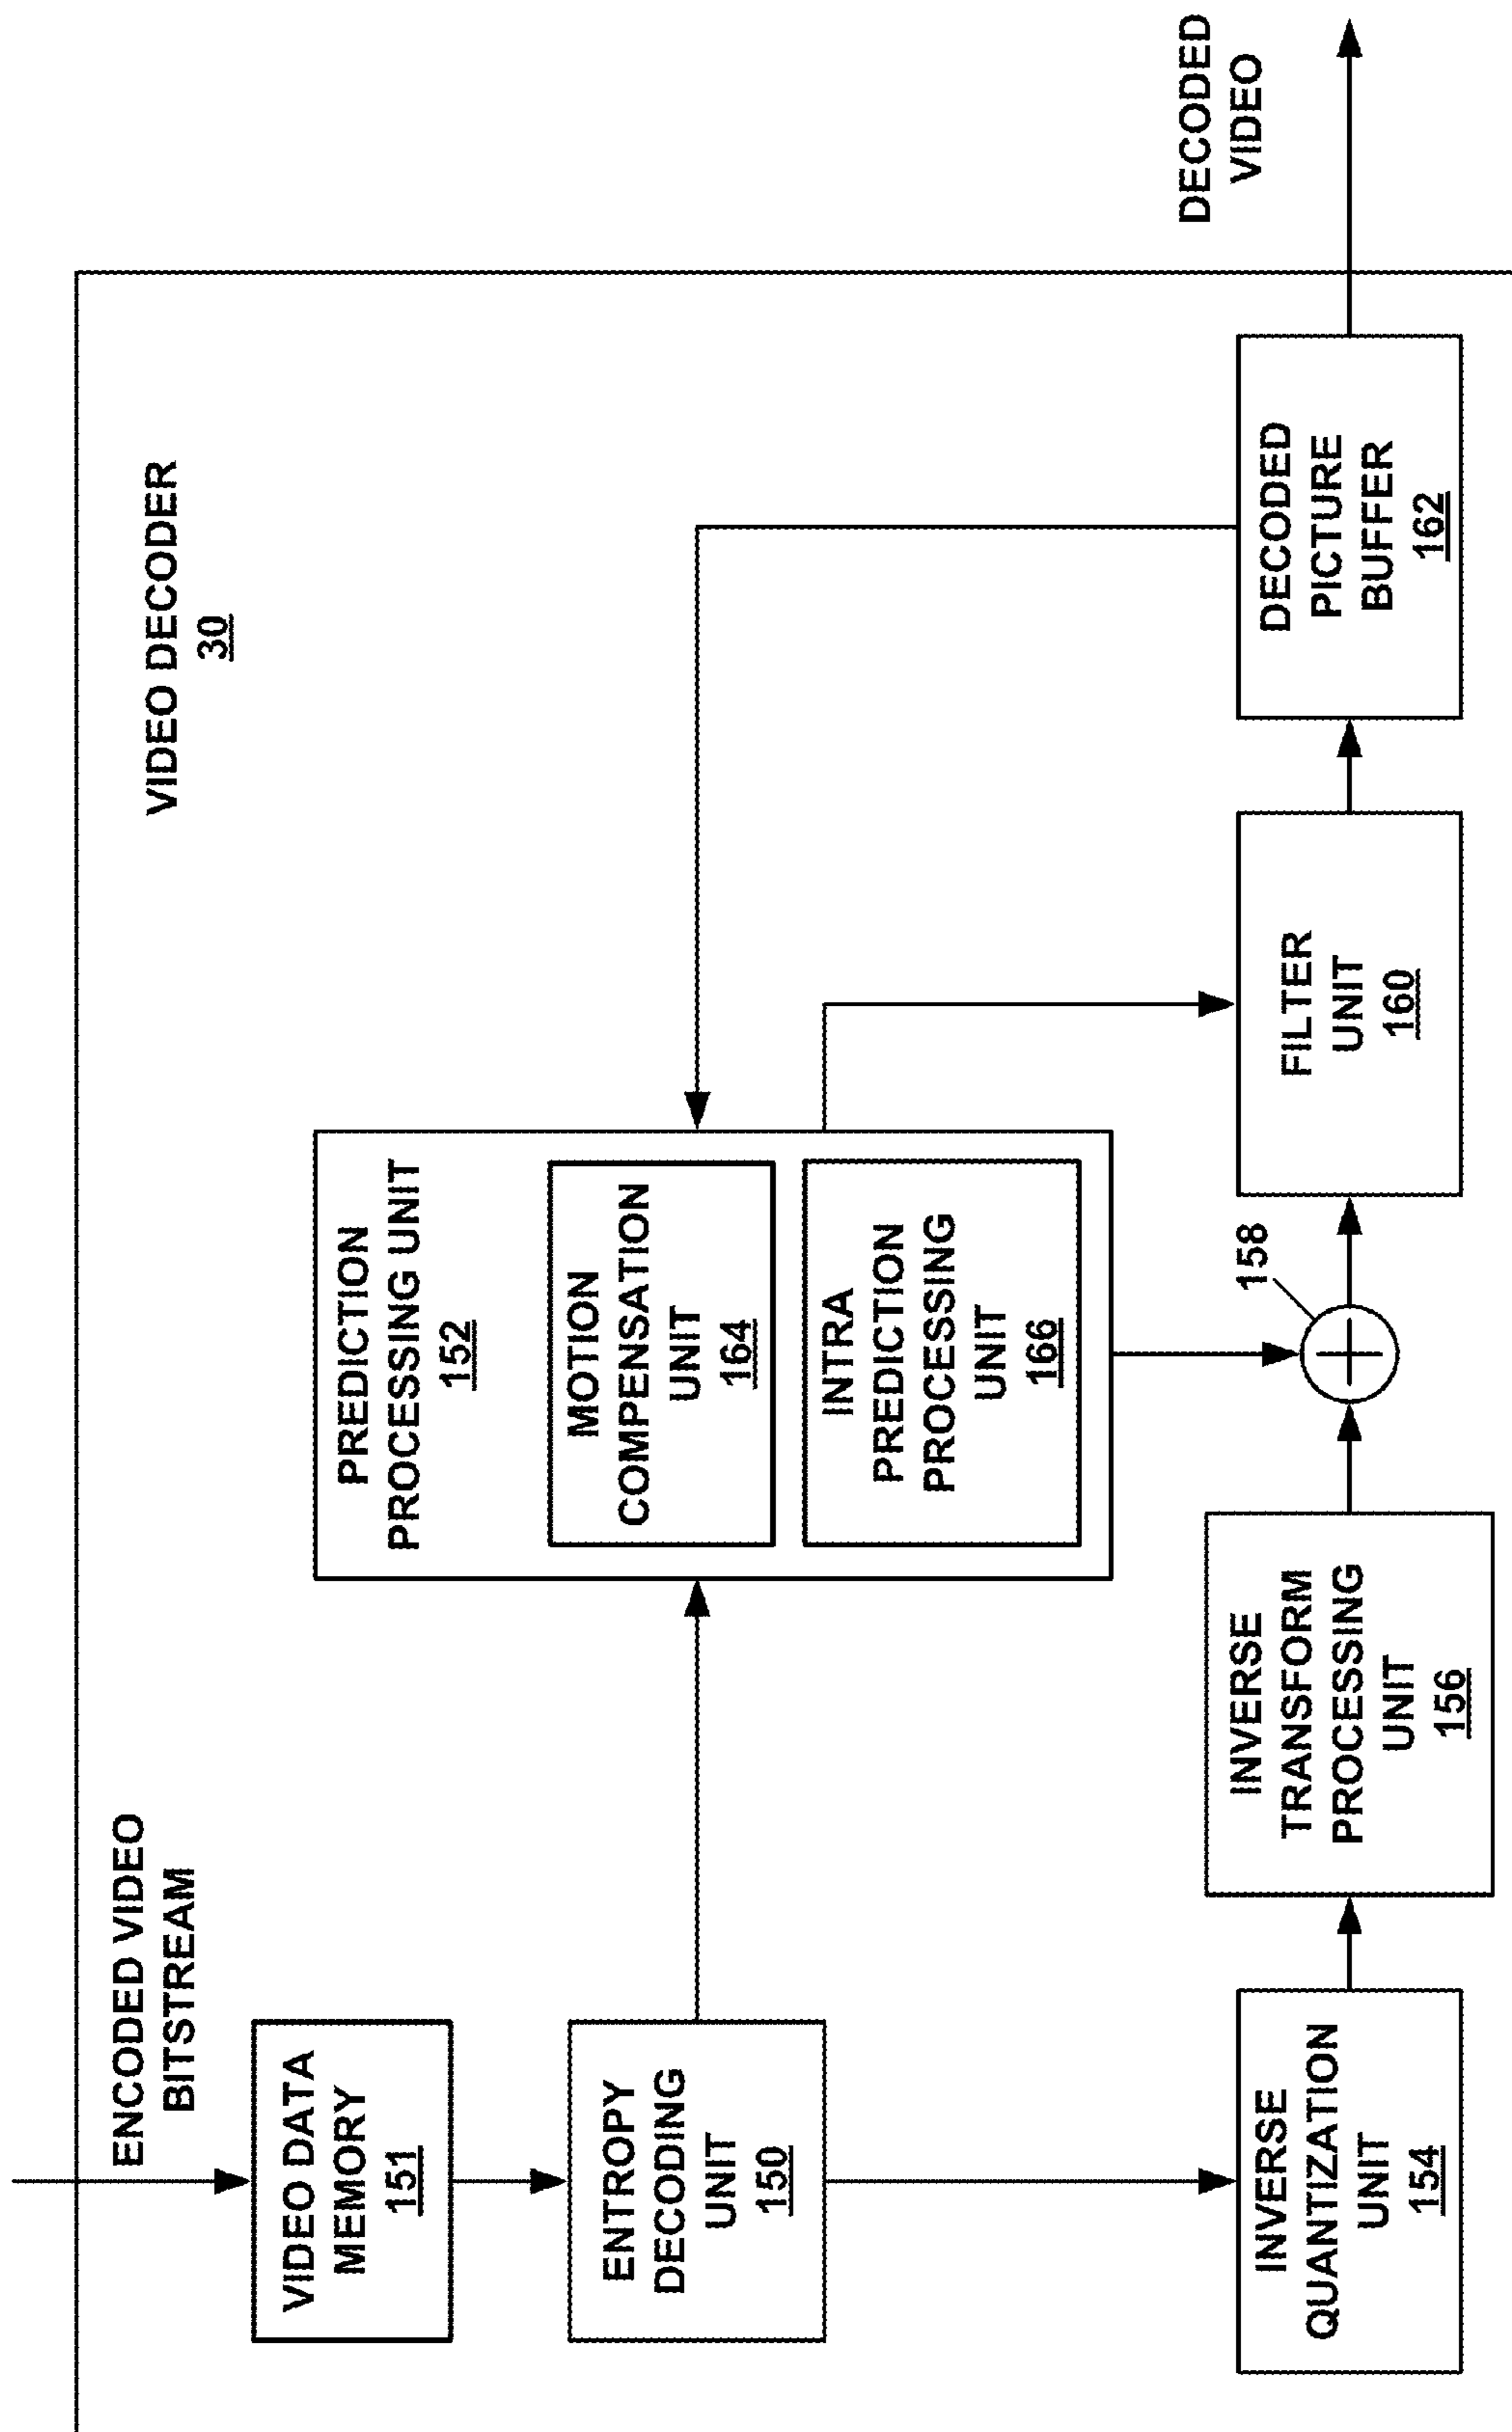 ENCODED VIDEO
BITSTREAM
VIDEO DECODER
30
DECODED
VIDEO
VIDEO DATA
MEMORY
151
ENTROPY
DECODING
UNIT
150
PREDICTION
PROCESSING UNIT
152
MOTION
COMPENSATION
UNIT
164
INTRA
PREDICTION
PROCESSING
UNIT
166
INVERSE
QUANTIZATION
UNIT
154
INVERSE
TRANSFORM
PROCESSING
UNIT
156
158
FILTER
UNIT
160
DECODED
PICTURE
BUFFER
162